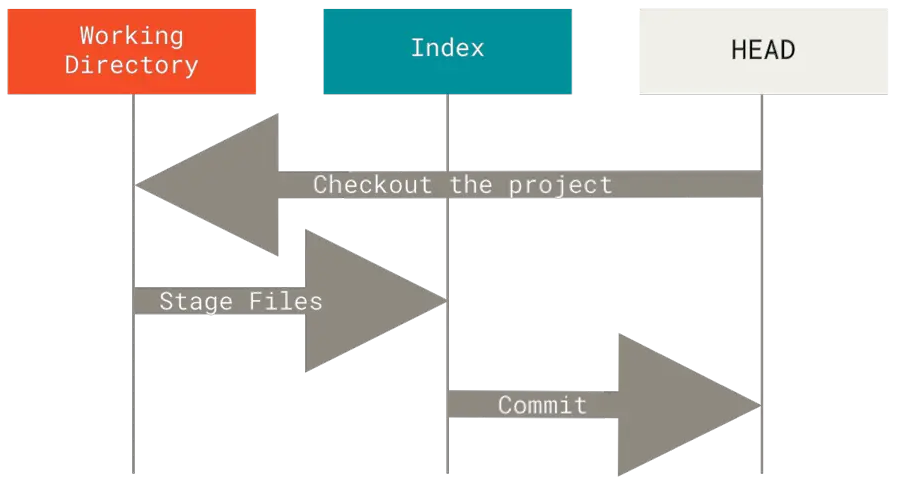 Working
Directory
Index
HEAD
Checkout the project
Stage Files
Commit